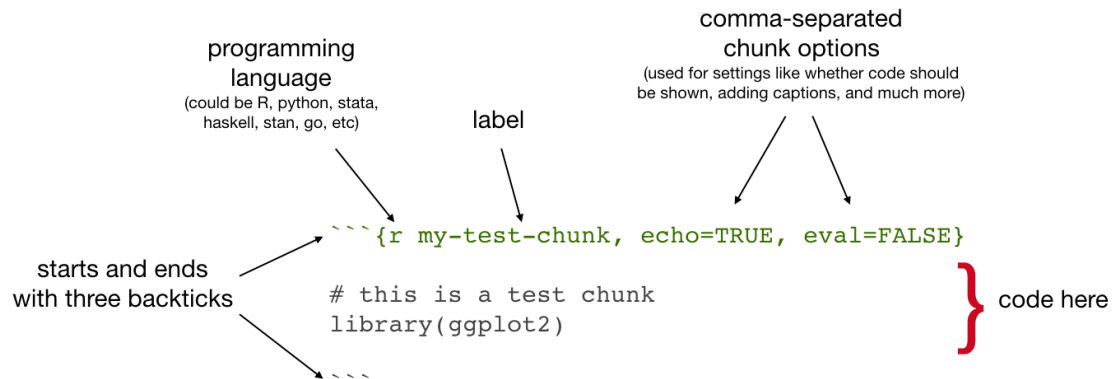 programming
language
(could be R, python, stata,
haskell, stan, go, etc)
label
comma-separated
chunk options
(used for settings like whether code should
be shown, adding captions, and much more)
```{r my-test-chunk, echo=TRUE, eval=FALSE}
starts and ends
with three backticks
# this is a test chunk
library(ggplot2)
} code here
```